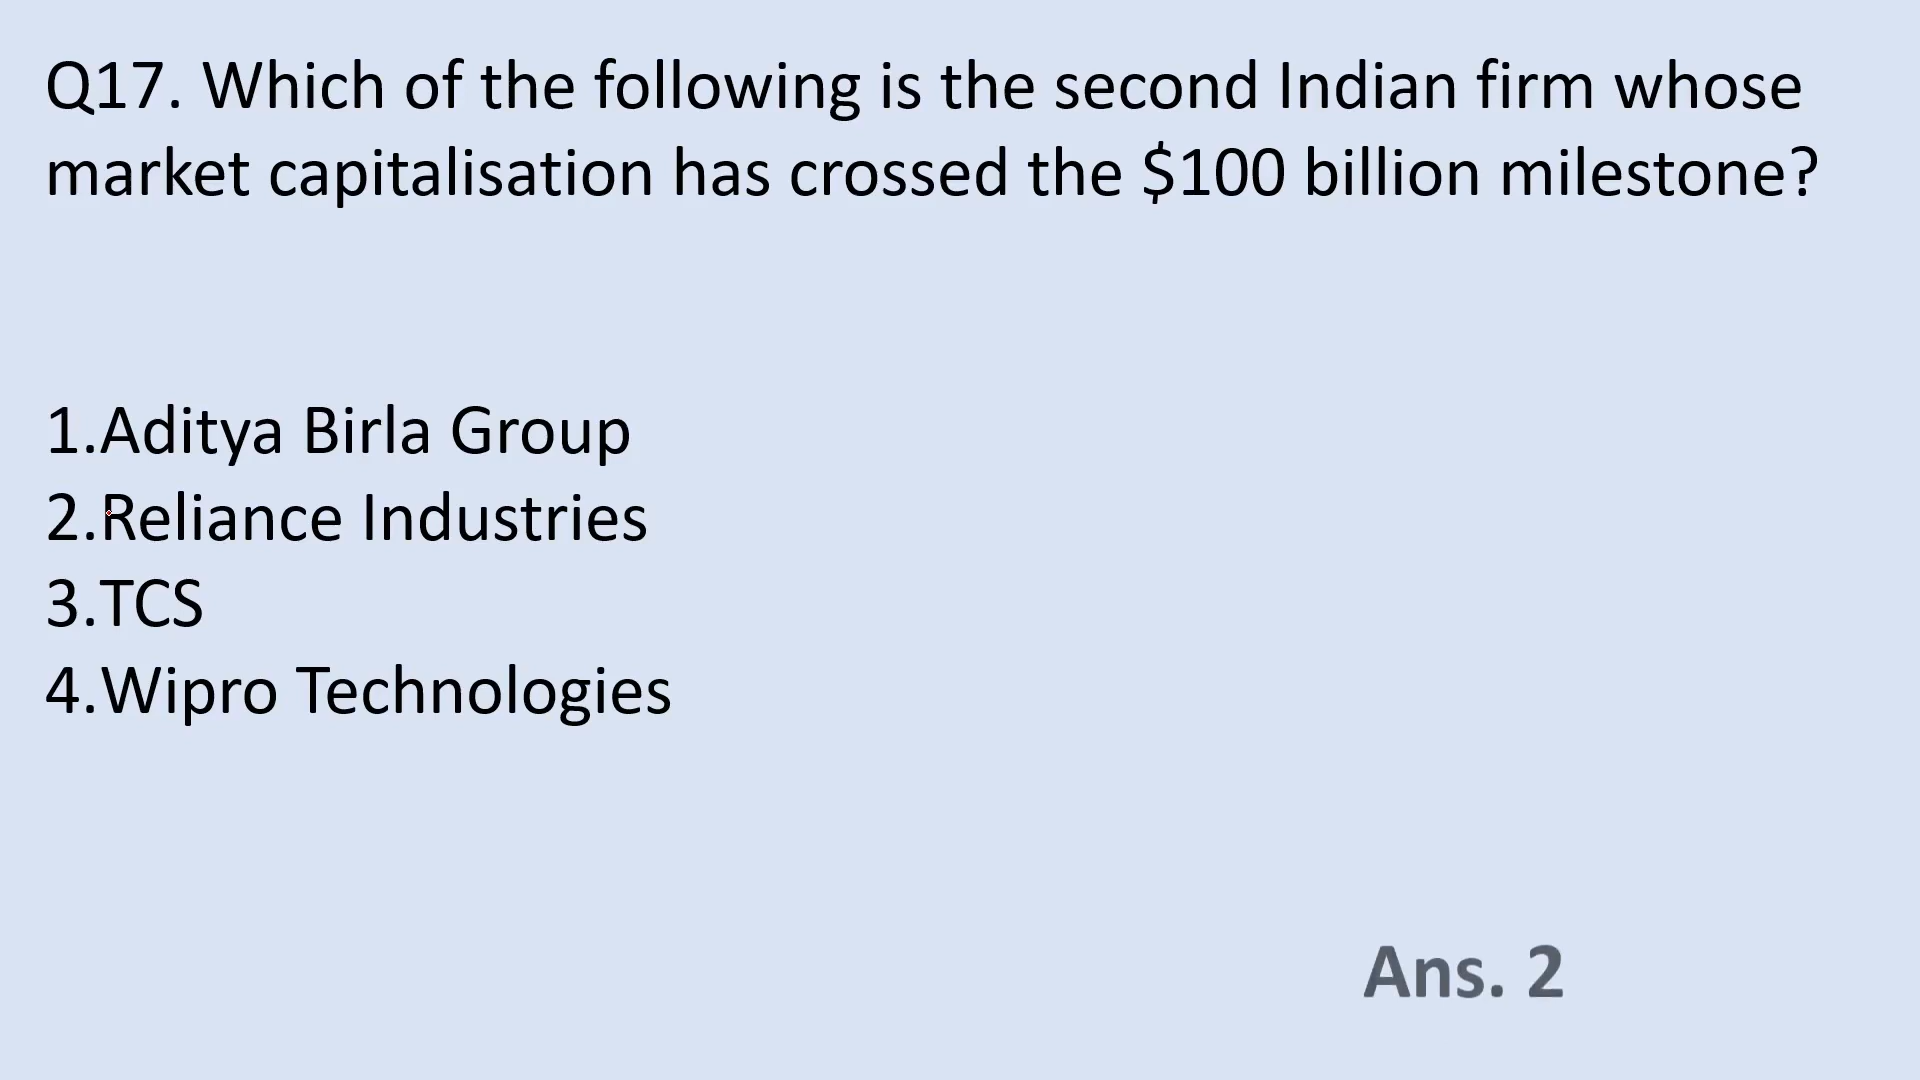 Q17. Which of the following is the second Indian firm whose
market capitalisation has crossed the $100 billion milestone?
1.Aditya Birla Group
2.Reliance Industries
3.TCS
4.Wipro Technologies
Ans. 2